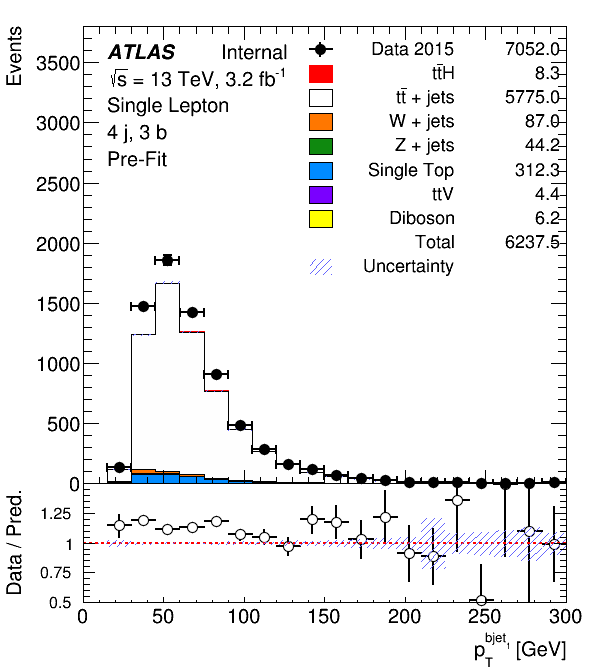 Events
3500
3000
2500
2000
1500
1000
500
0
ATLAS Internal
√s = 13 TeV, 3.2 fb⁻¹
Single Lepton
4 j, 3 b
Pre-Fit
Data 2015 7052.0
tt̄H 8.3
tt̄ + jets 5775.0
W + jets 87.0
Z + jets 44.2
Single Top 312.3
ttV 4.4
Diboson 6.2
Total 6237.5
Uncertainty
Data / Pred.
1.25
1
0.75
0.5
0 50 100 150 200 250 300
p_T^bjet, [GeV]